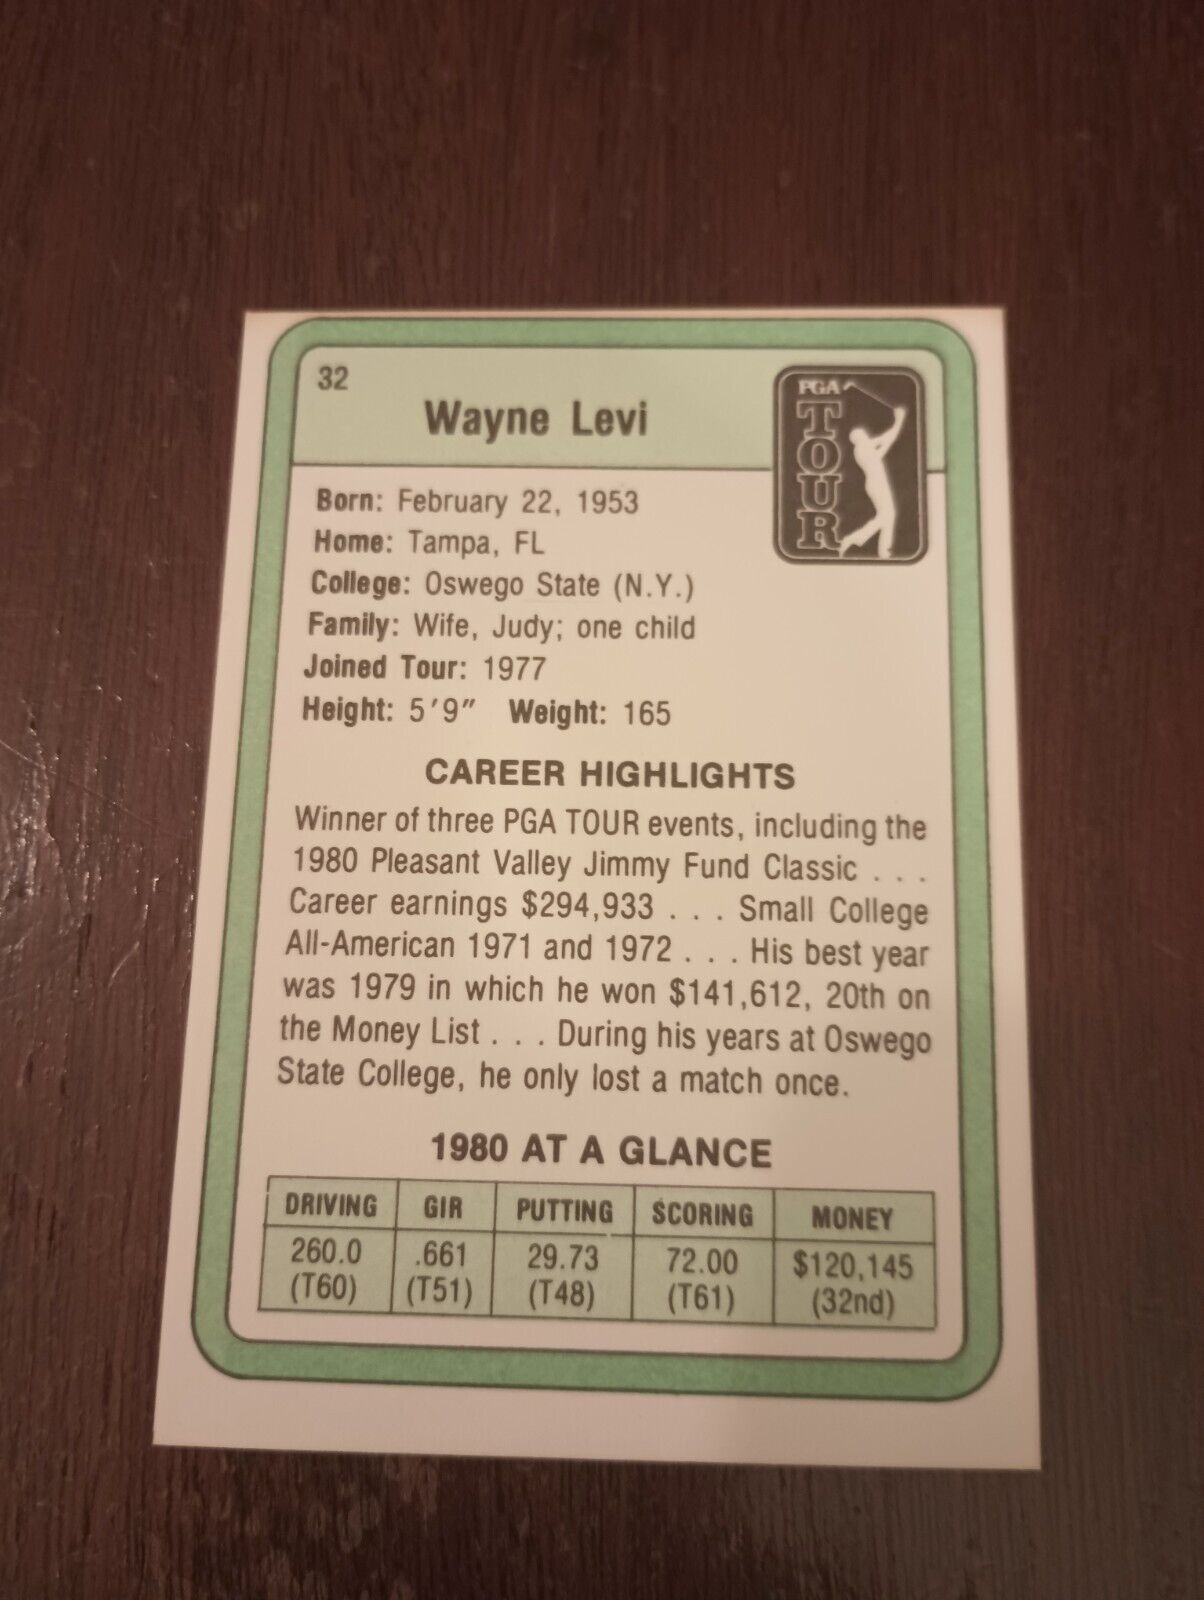 32
Wayne Levi
PGA
TOUR
Born: February 22, 1953
Home: Tampa, FL
College: Oswego State (N.Y.)
Family: Wife, Judy; one child
Joined Tour: 1977
Height: 5'9" Weight: 165
CAREER HIGHLIGHTS
Winner of three PGA TOUR events, including the
1980 Pleasant Valley Jimmy Fund Classic . . .
Career earnings $294,933 . . . Small College
All-American 1971 and 1972 . . . His best year
was 1979 in which he won $141,612, 20th on
the Money List . . . During his years at Oswego
State College, he only lost a match once.
1980 AT A GLANCE
DRIVING GIR PUTTING SCORING MONEY
260.0 .661 29.73 72.00 $120,145
(T60) (T51) (T48) (T61) (32nd)